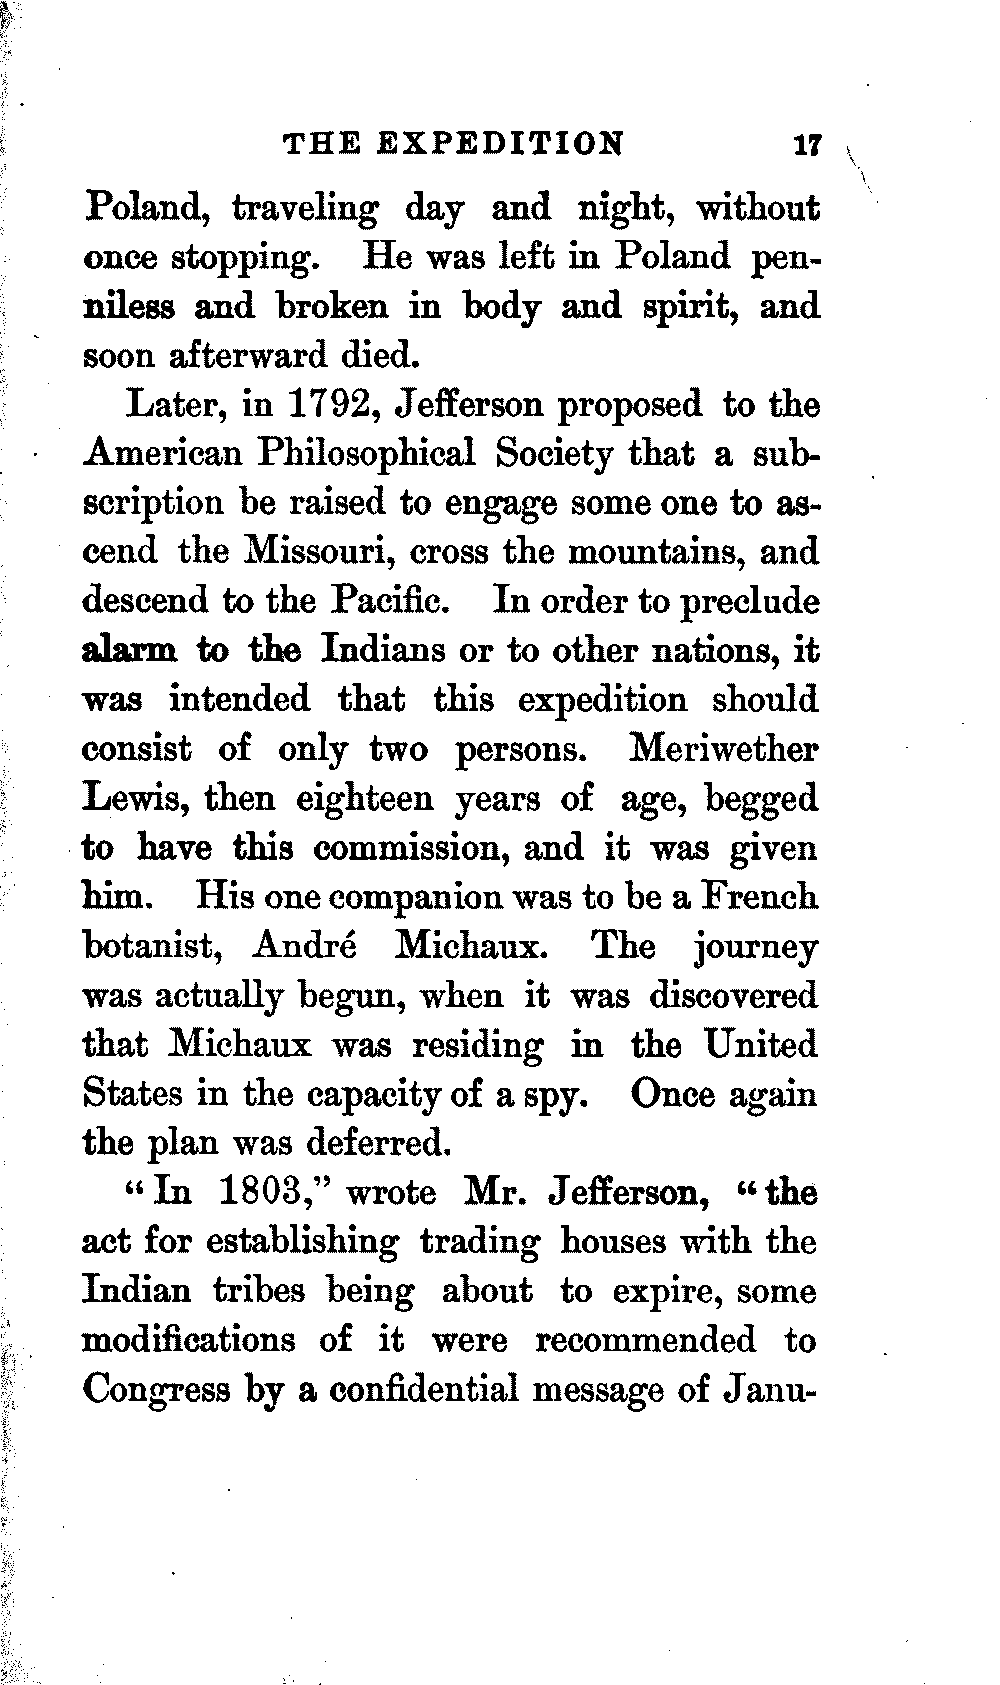 THE EXPEDITION 17
Poland, traveling day and night, without
once stopping. He was left in Poland pen-
niless and broken in body and spirit, and
soon afterward died.
Later, in 1792, Jefferson proposed to the
American Philosophical Society that a sub-
scription be raised to engage some one to as-
cend the Missouri, cross the mountains, and
descend to the Pacific. In order to preclude
alarm to the Indians or to other nations, it
was intended that this expedition should
consist of only two persons. Meriwether
Lewis, then eighteen years of age, begged
to have this commission, and it was given
him. His one companion was to be a French
botanist, André Michaux. The journey
was actually begun, when it was discovered
that Michaux was residing in the United
States in the capacity of a spy. Once again
the plan was deferred.
“In 1803,” wrote Mr. Jefferson, “the
act for establishing trading houses with the
Indian tribes being about to expire, some
modifications of it were recommended to
Congress by a confidential message of Janu-